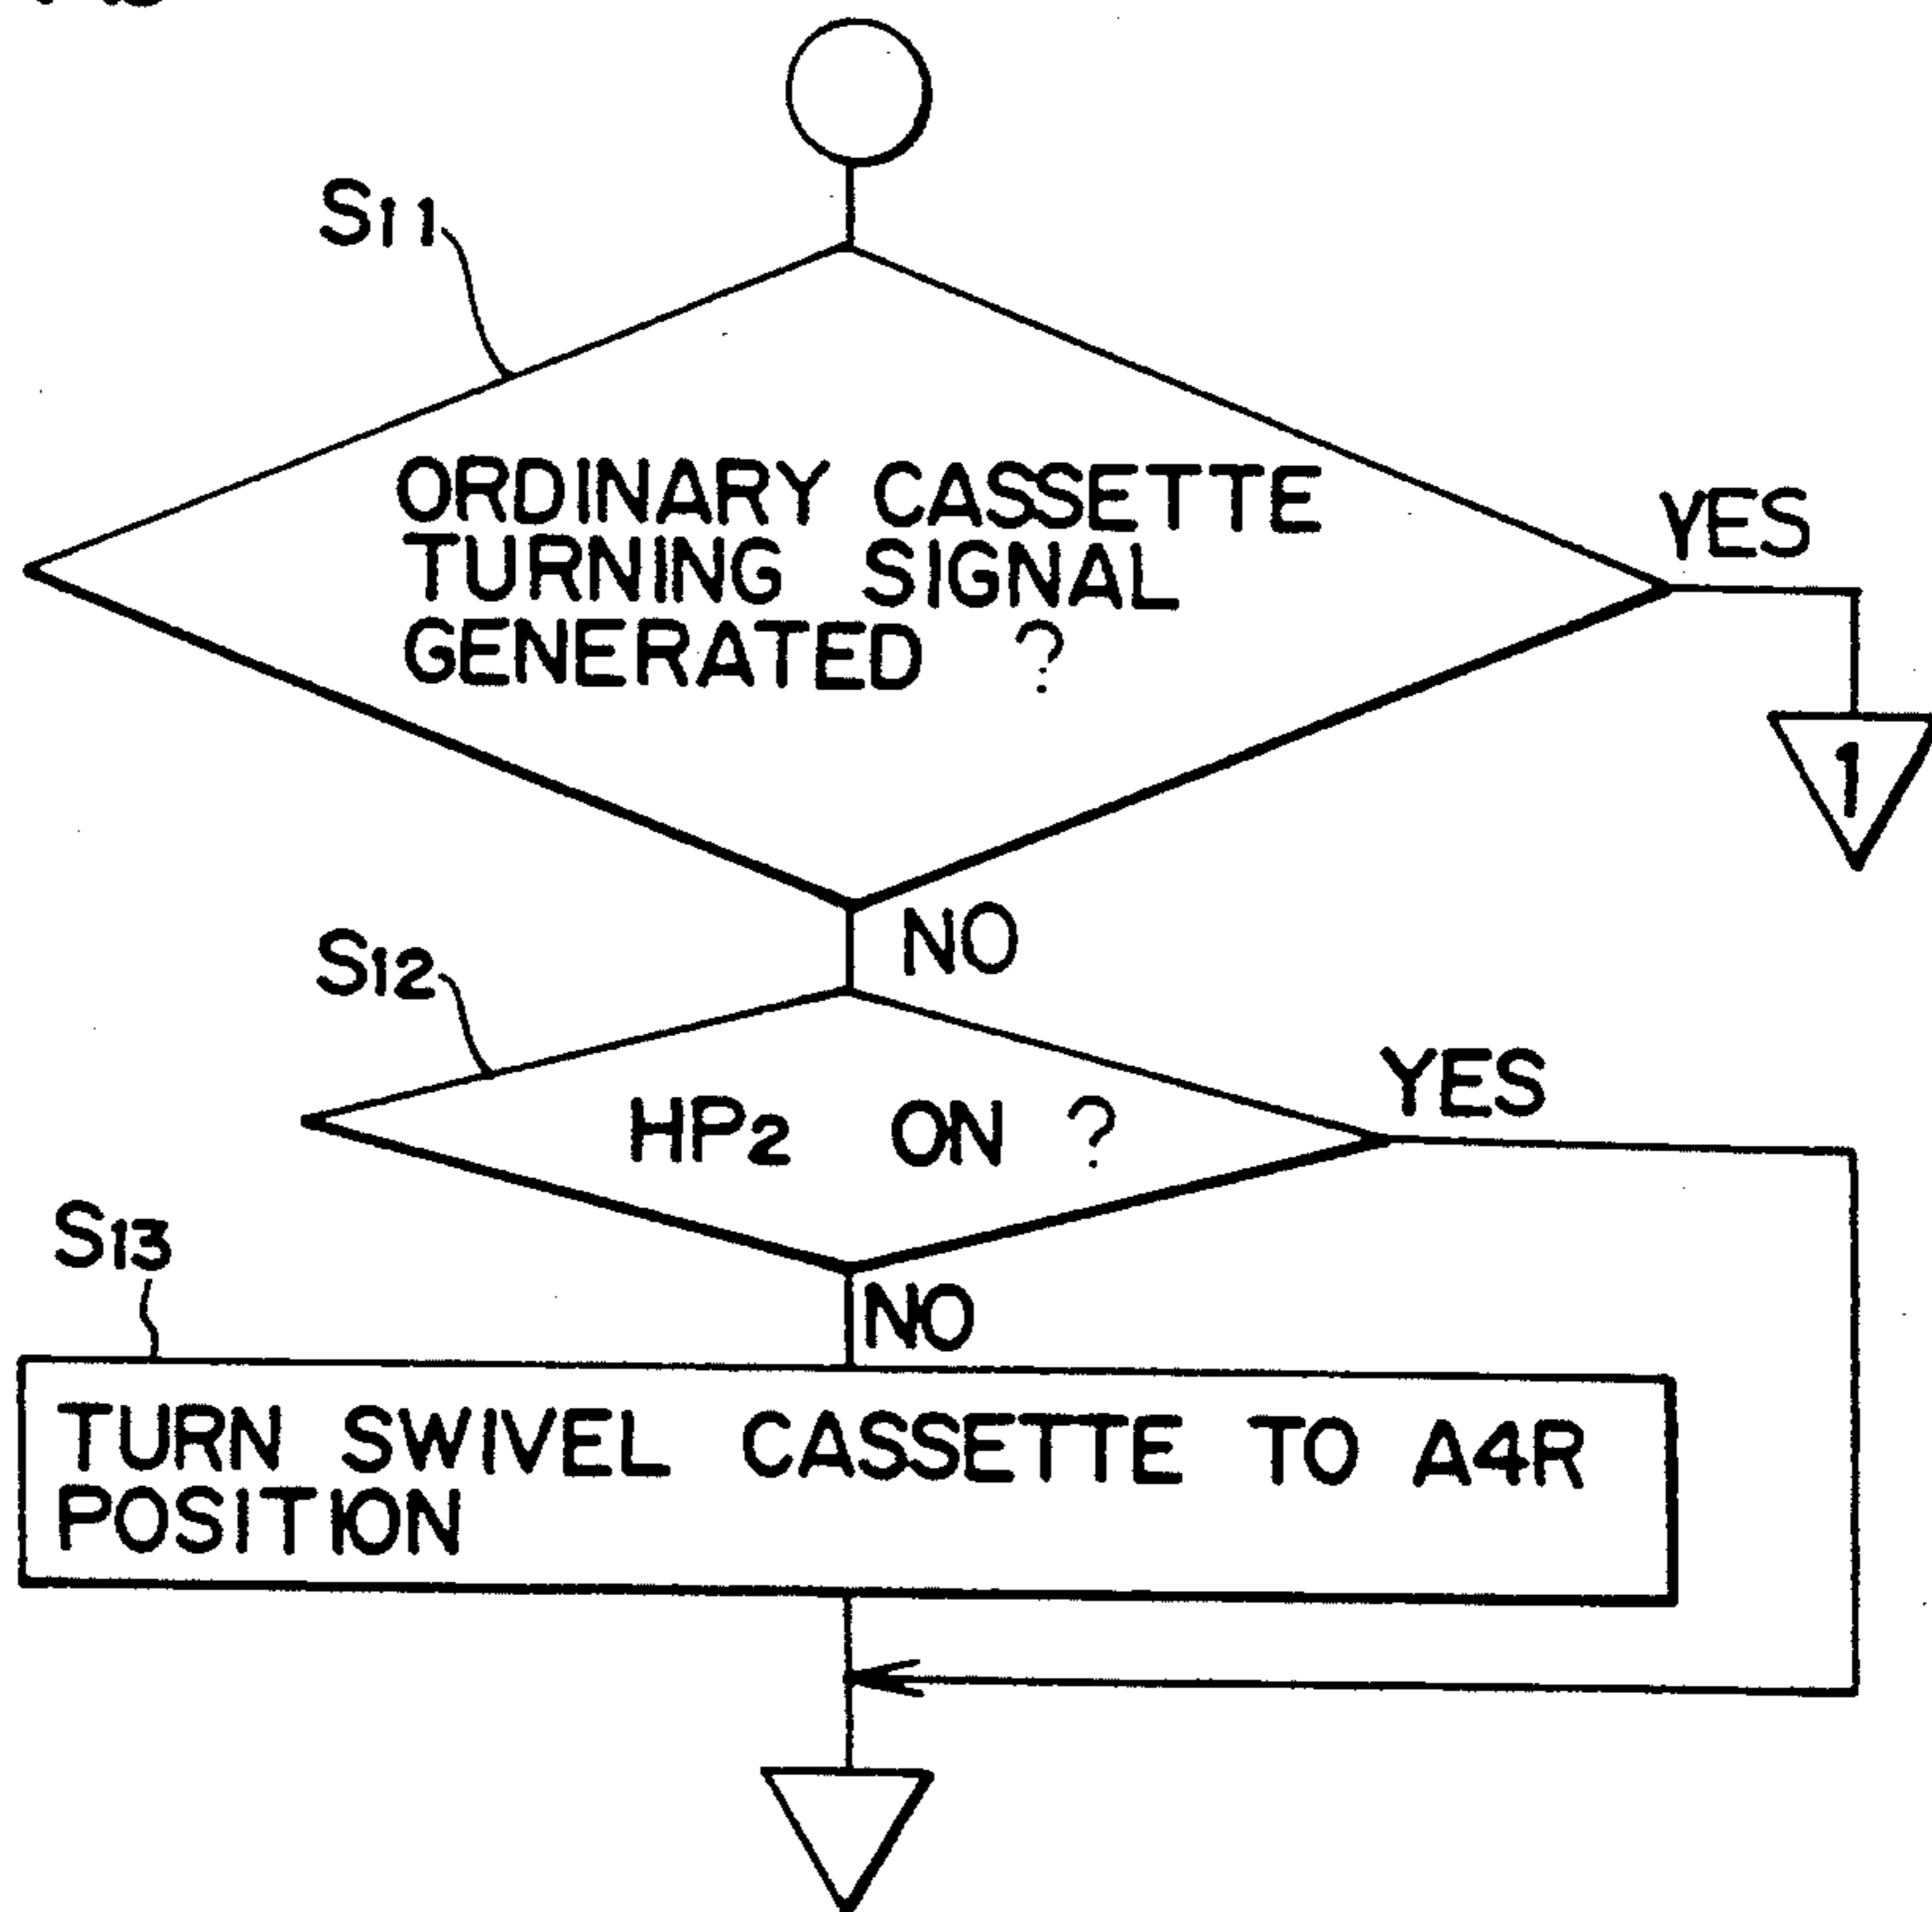 S11
ORDINARY CASSETTE
TURNING SIGNAL
GENERATED ?
YES
1
NO
S12
HP2 ON ?
YES
S13
NO
TURN SWIVEL CASSETTE TO A4R
POSITION